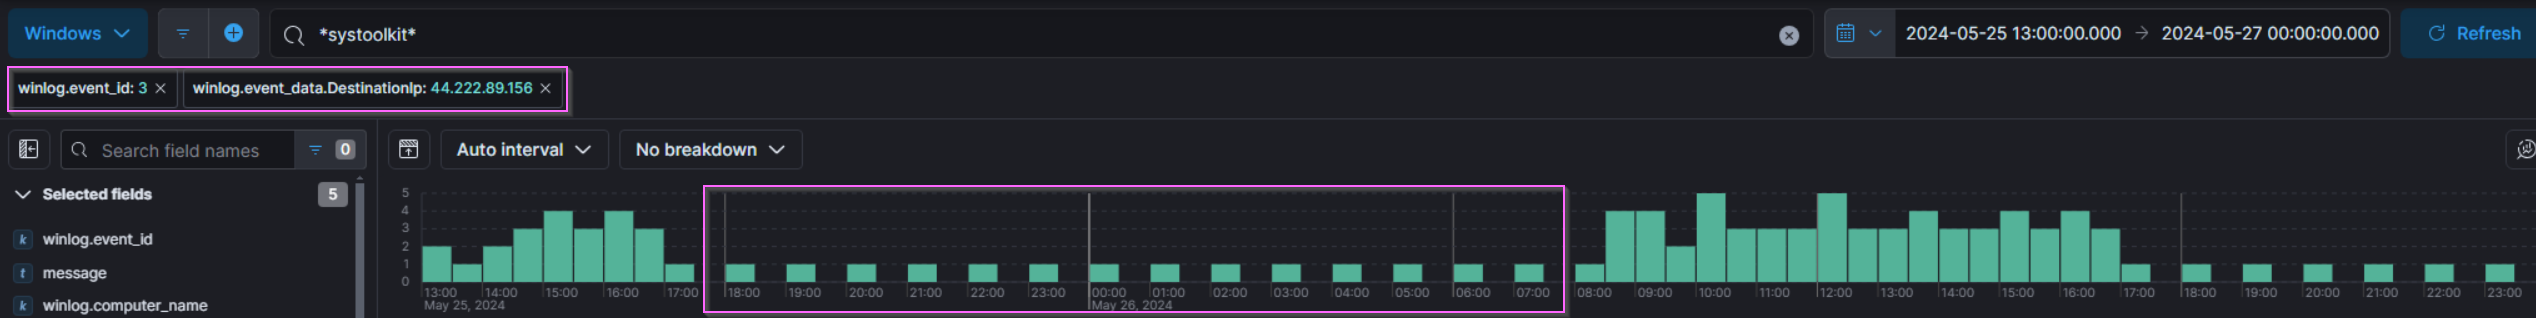 Windows *systoolkit* 2024-05-25 13:00:00.000 → 2024-05-27 00:00:00.000 Refresh
winlog.event_id: 3 × winlog.event_data.DestinationIp: 44.222.89.156 ×
Search field names 0 Auto interval No breakdown
Selected fields 5
k winlog.event_id
t message
k winlog.computer_name
5
4
3
2
1
0
13:00 14:00 15:00 16:00 17:00 18:00 19:00 20:00 21:00 22:00 23:00 00:00 01:00 02:00 03:00 04:00 05:00 06:00 07:00 08:00 09:00 10:00 11:00 12:00 13:00 14:00 15:00 16:00 17:00 18:00 19:00 20:00 21:00 22:00 23:00
May 25, 2024 May 26, 2024